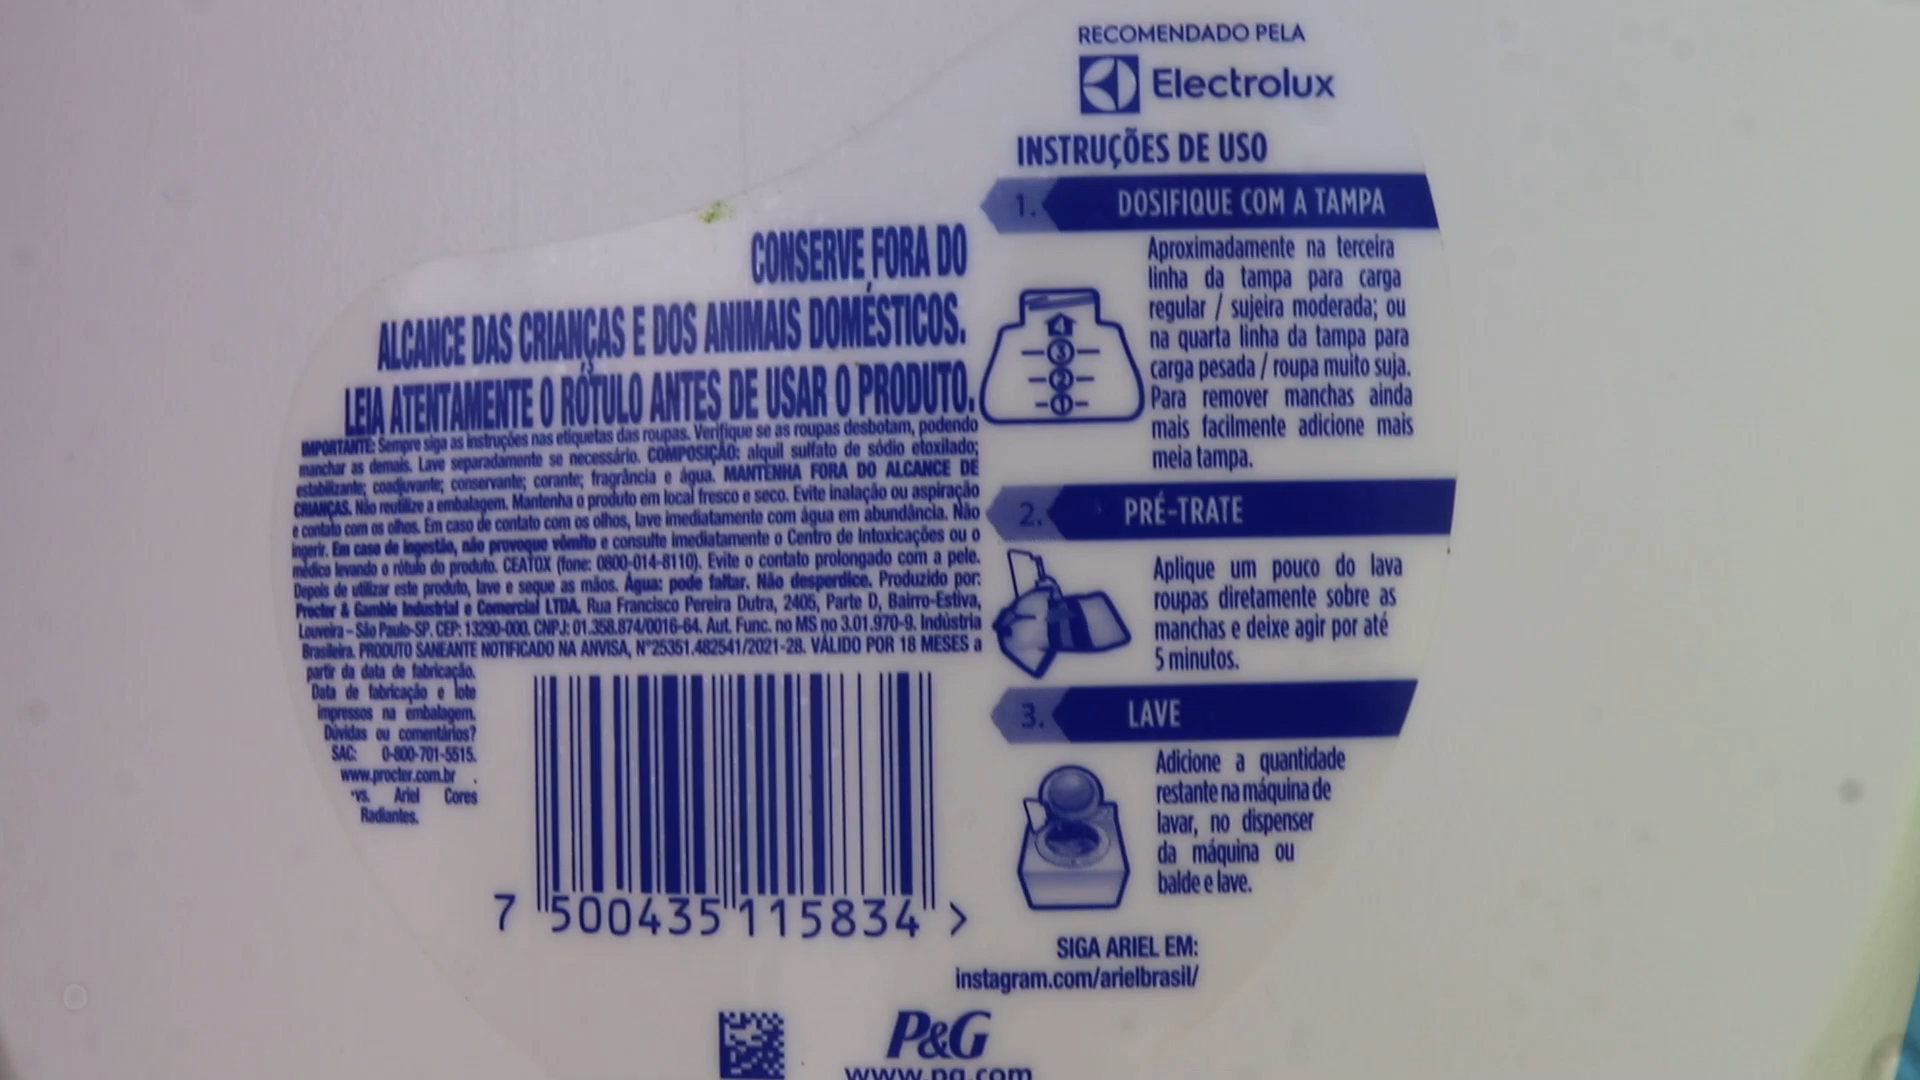 RECOMENDADO PELA
Electrolux
CONSERVE FORA DO
ALCANCE DAS CRIANÇAS E DOS ANIMAIS DOMÉSTICOS.
LEIA ATENTAMENTE O RÓTULO ANTES DE USAR O PRODUTO.
IMPORTANTE: Sempre siga as instruções nas etiquetas das roupas. Verifique se as roupas desbotam, podendo
manchar as demais. Lave separadamente se necessário. COMPOSIÇÃO: alquil sulfato de sódio etoxilado;
estabilizante; coadjuvante; conservante; corante; fragrância e água. MANTENHA FORA DO ALCANCE DE
CRIANÇAS. Não reutilize a embalagem. Mantenha o produto em local fresco e seco. Evite inalação ou aspiração
e contato com os olhos. Em caso de contato com os olhos, lave imediatamente com água em abundância. Não
ingerir. Em caso de ingestão, não provoque vômito e consulte imediatamente o Centro de Intoxicações ou o
médico levando o rótulo do produto. CEATOX (fone: 0800-014-8110). Evite o contato prolongado com a pele.
Depois de utilizar este produto, lave e seque as mãos. Água: pode faltar. Não desperdice. Produzido por:
Procter & Gamble Industrial e Comercial LTDA. Rua Francisco Pereira Dutra, 2405, Parte D, Bairro-Estiva,
Louveira – São Paulo-SP. CEP: 13290-000. CNPJ: 01.358.874/0016-64. Aut. Func. no MS no 3.01.970-9. Indústria
Brasileira. PRODUTO SANEANTE NOTIFICADO NA ANVISA, N°25351.482541/2021-28. VÁLIDO POR 18 MESES a
partir da data de fabricação.
Data de fabricação e lote
impressos na embalagem.
Dúvidas ou comentários?
SAC: 0-800-701-5515.
www.procter.com.br .
*vs. Ariel Cores
Radiantes.
7 500435 115834 >
INSTRUÇÕES DE USO
1. DOSIFIQUE COM A TAMPA
Aproximadamente na terceira
linha da tampa para carga
regular / sujeira moderada; ou
na quarta linha da tampa para
carga pesada / roupa muito suja.
Para remover manchas ainda
mais facilmente adicione mais
meia tampa.
4
3
2
1
2. PRÉ-TRATE
Aplique um pouco do lava
roupas diretamente sobre as
manchas e deixe agir por até
5 minutos.
3. LAVE
Adicione a quantidade
restante na máquina de
lavar, no dispenser
da máquina ou
balde e lave.
SIGA ARIEL EM:
instagram.com/arielbrasil/
P&G
www.pg.com